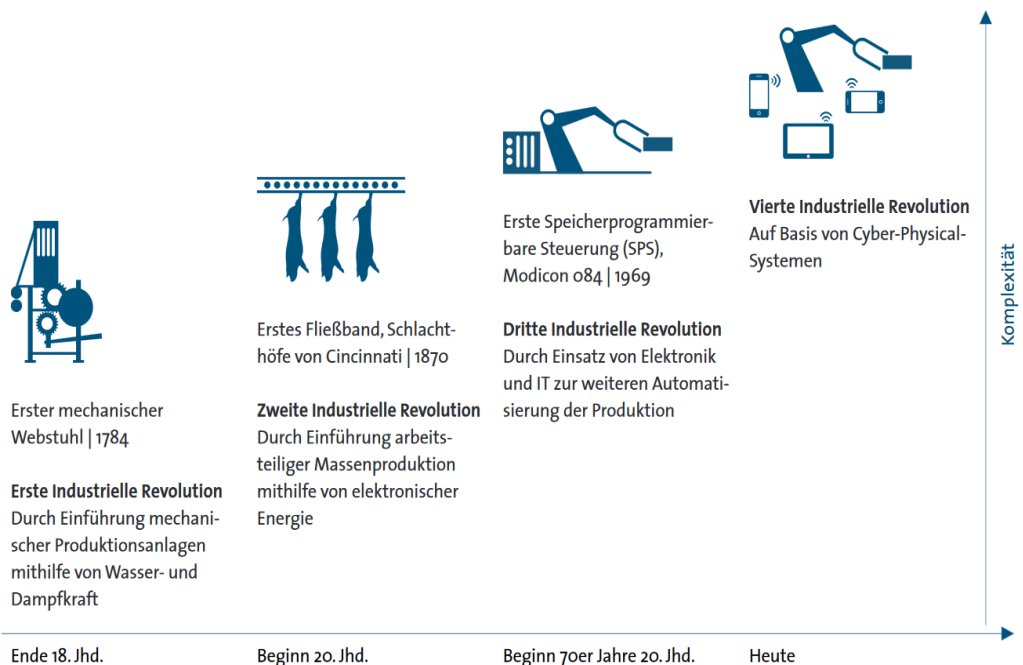 Erster mechanischer
Webstuhl | 1784
Erste Industrielle Revolution
Durch Einführung mechani-
scher Produktionsanlagen
mithilfe von Wasser- und
Dampfkraft
Ende 18. Jhd.
Erstes Fließband, Schlacht-
höfe von Cincinnati | 1870
Zweite Industrielle Revolution
Durch Einführung arbeits-
teiliger Massenproduktion
mithilfe von elektronischer
Energie
Beginn 20. Jhd.
Erste Speicherprogrammier-
bare Steuerung (SPS),
Modicon 084 | 1969
Dritte Industrielle Revolution
Durch Einsatz von Elektronik
und IT zur weiteren Automati-
sierung der Produktion
Beginn 70er Jahre 20. Jhd.
Vierte Industrielle Revolution
Auf Basis von Cyber-Physical-
Systemen
Heute
Komplexität